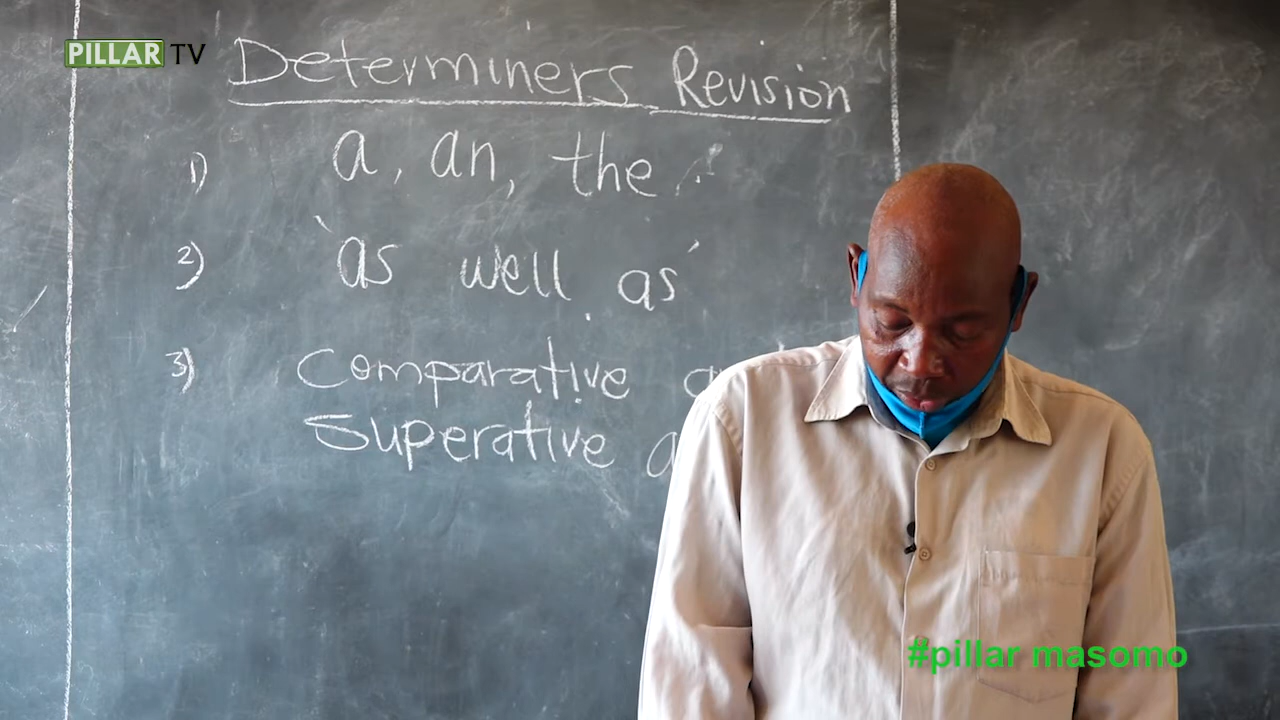 PILLAR TV
Determiners Revision
1) a, an, the
2) 'as well as'
3) Comparative
Superative
#pillar masomo